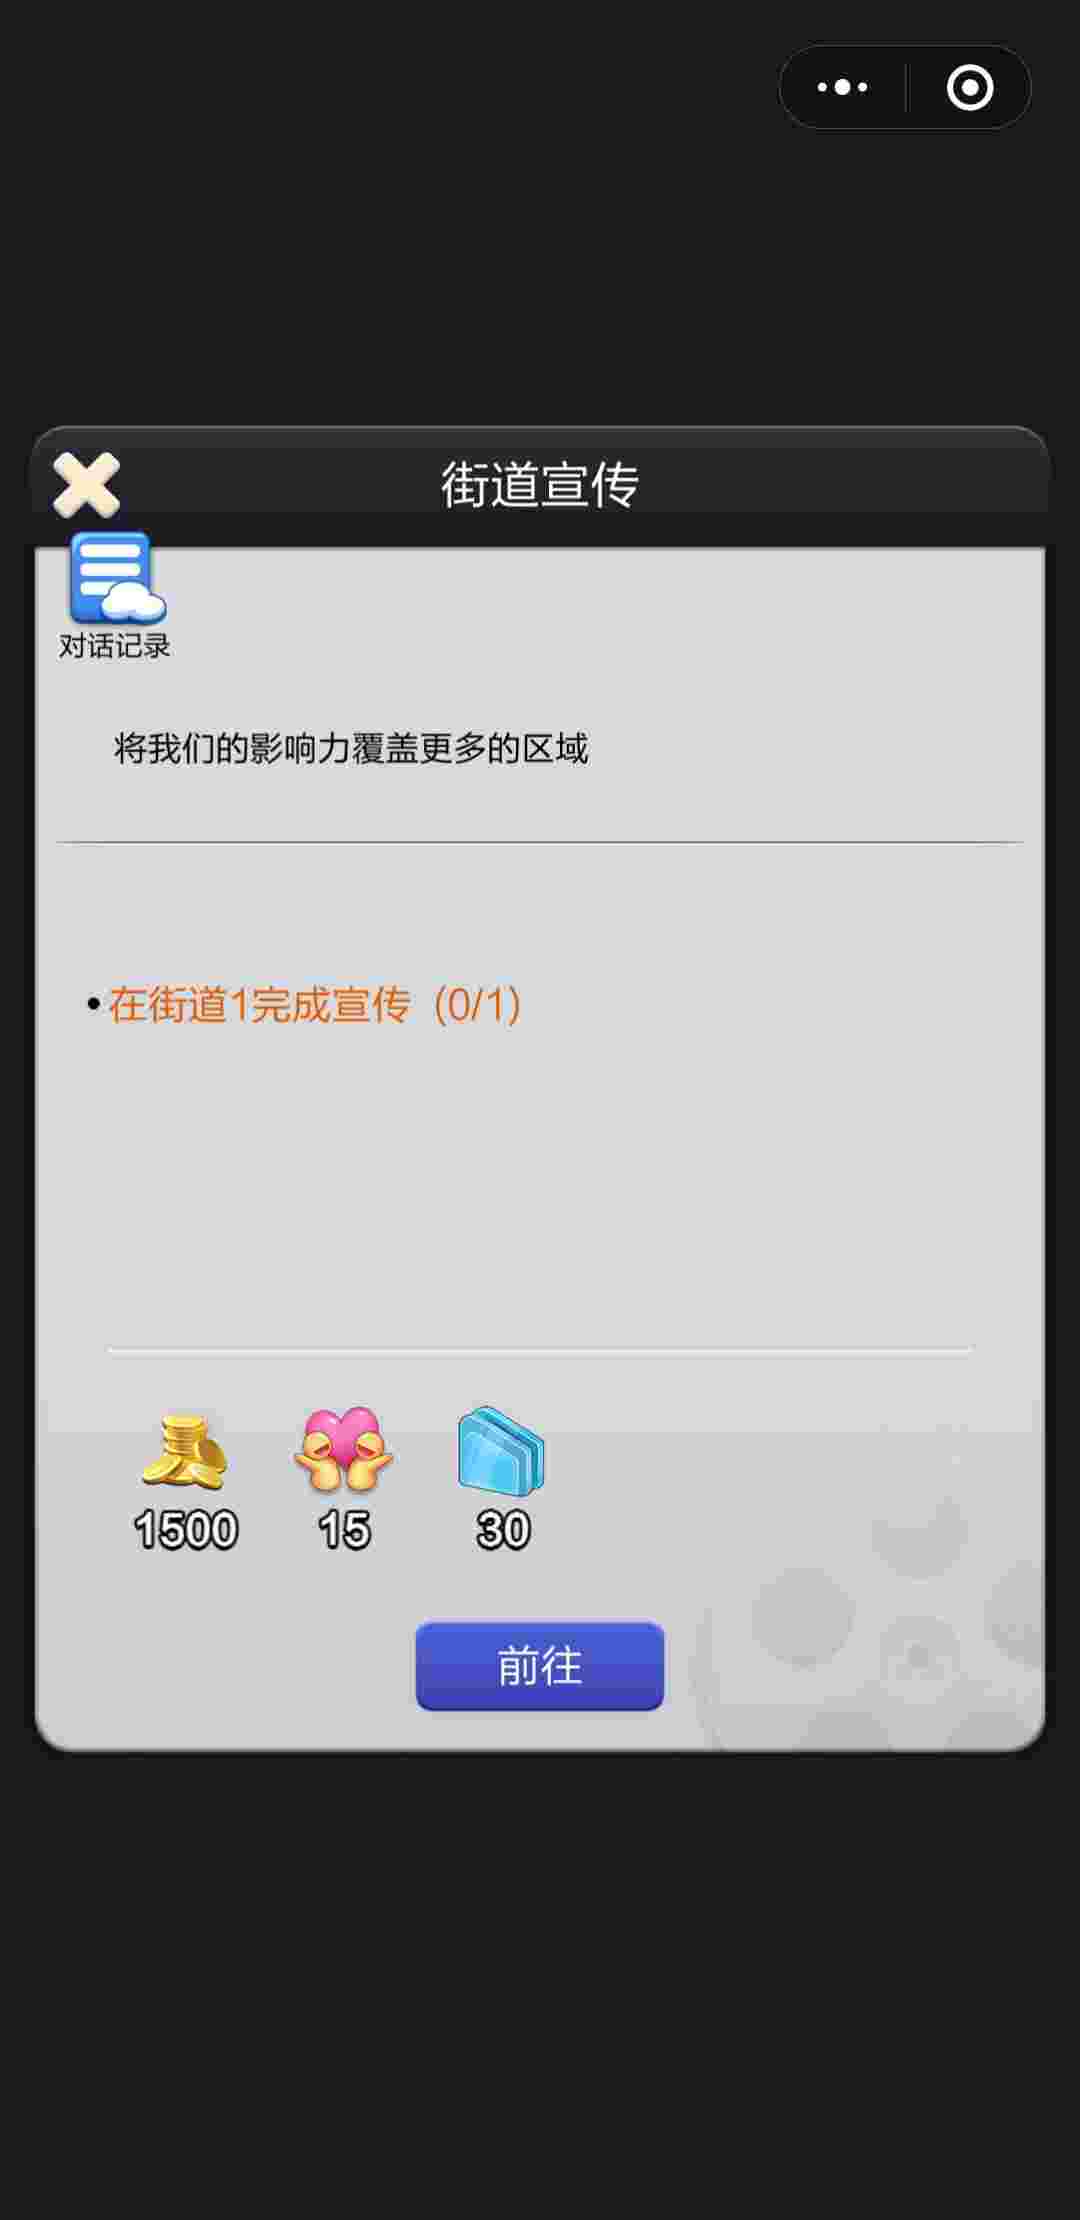 街道宣传
对话记录
将我们的影响力覆盖更多的区域
•在街道1完成宣传 (0/1)
1500 15 30
前往